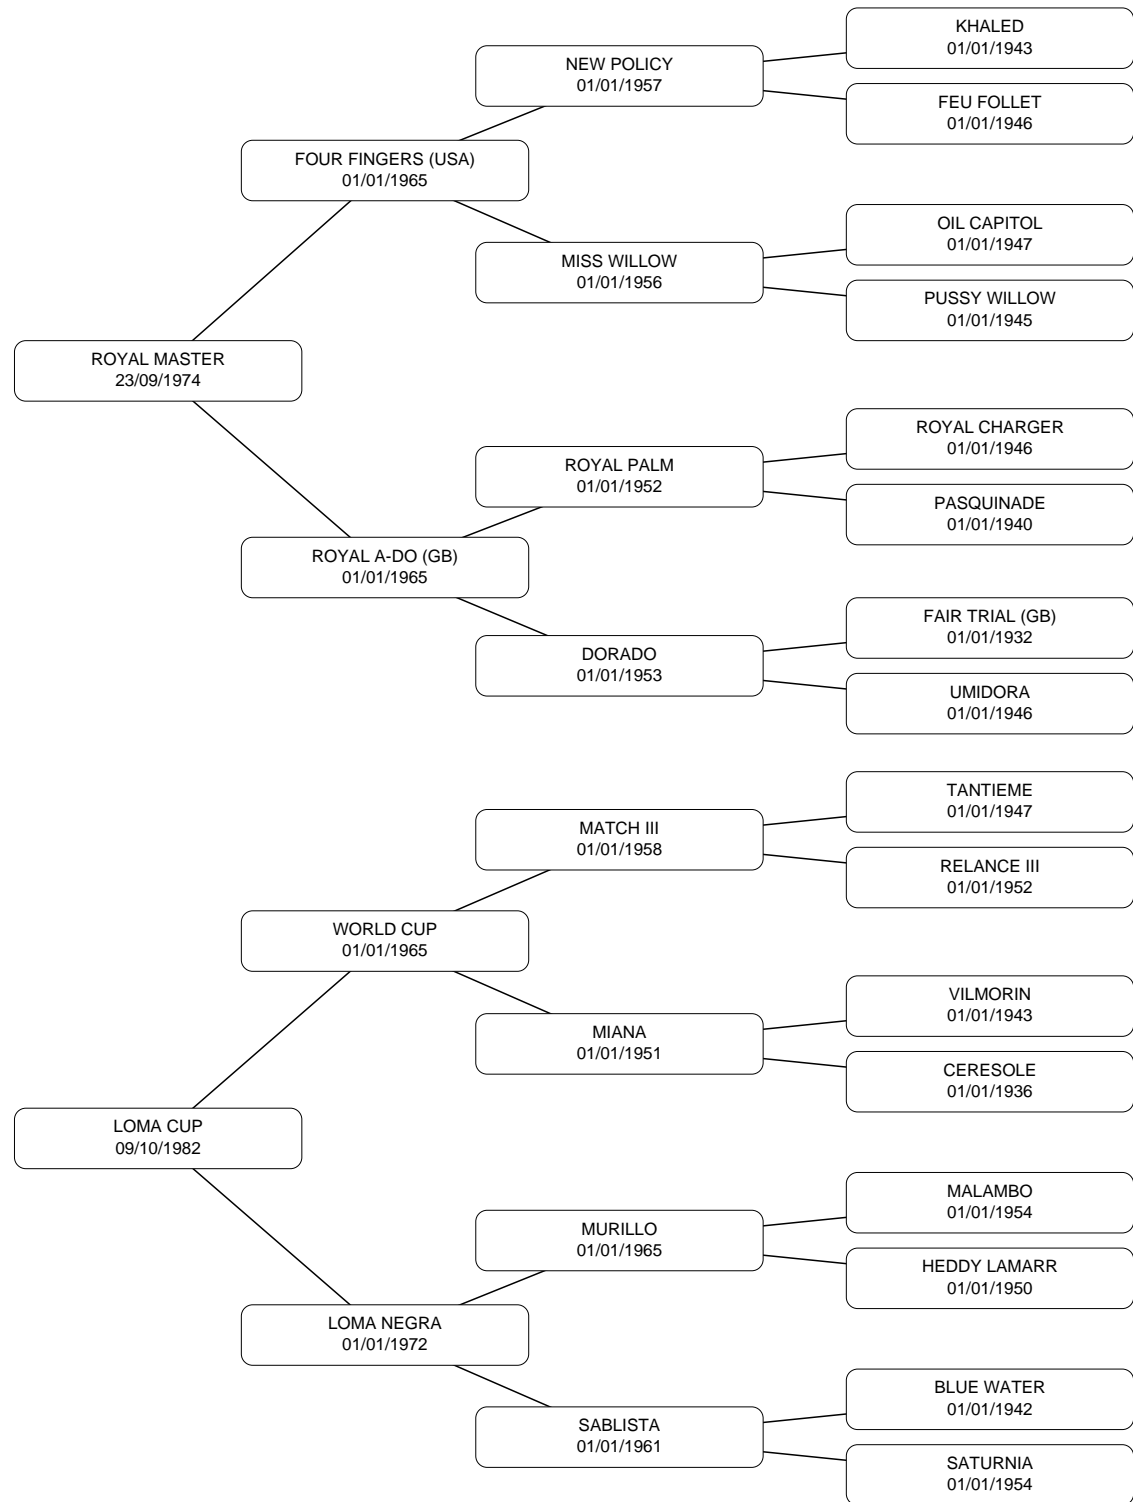 KHALED
01/01/1943
NEW POLICY
01/01/1957
FEU FOLLET
01/01/1946
FOUR FINGERS (USA)
01/01/1965
OIL CAPITOL
01/01/1947
MISS WILLOW
01/01/1956
PUSSY WILLOW
01/01/1945
ROYAL MASTER
23/09/1974
ROYAL CHARGER
01/01/1946
ROYAL PALM
01/01/1952
PASQUINADE
01/01/1940
ROYAL A-DO (GB)
01/01/1965
FAIR TRIAL (GB)
01/01/1932
DORADO
01/01/1953
UMIDORA
01/01/1946
TANTIEME
01/01/1947
MATCH III
01/01/1958
RELANCE III
01/01/1952
WORLD CUP
01/01/1965
VILMORIN
01/01/1943
MIANA
01/01/1951
CERESOLE
01/01/1936
LOMA CUP
09/10/1982
MALAMBO
01/01/1954
MURILLO
01/01/1965
HEDDY LAMARR
01/01/1950
LOMA NEGRA
01/01/1972
BLUE WATER
01/01/1942
SABLISTA
01/01/1961
SATURNIA
01/01/1954